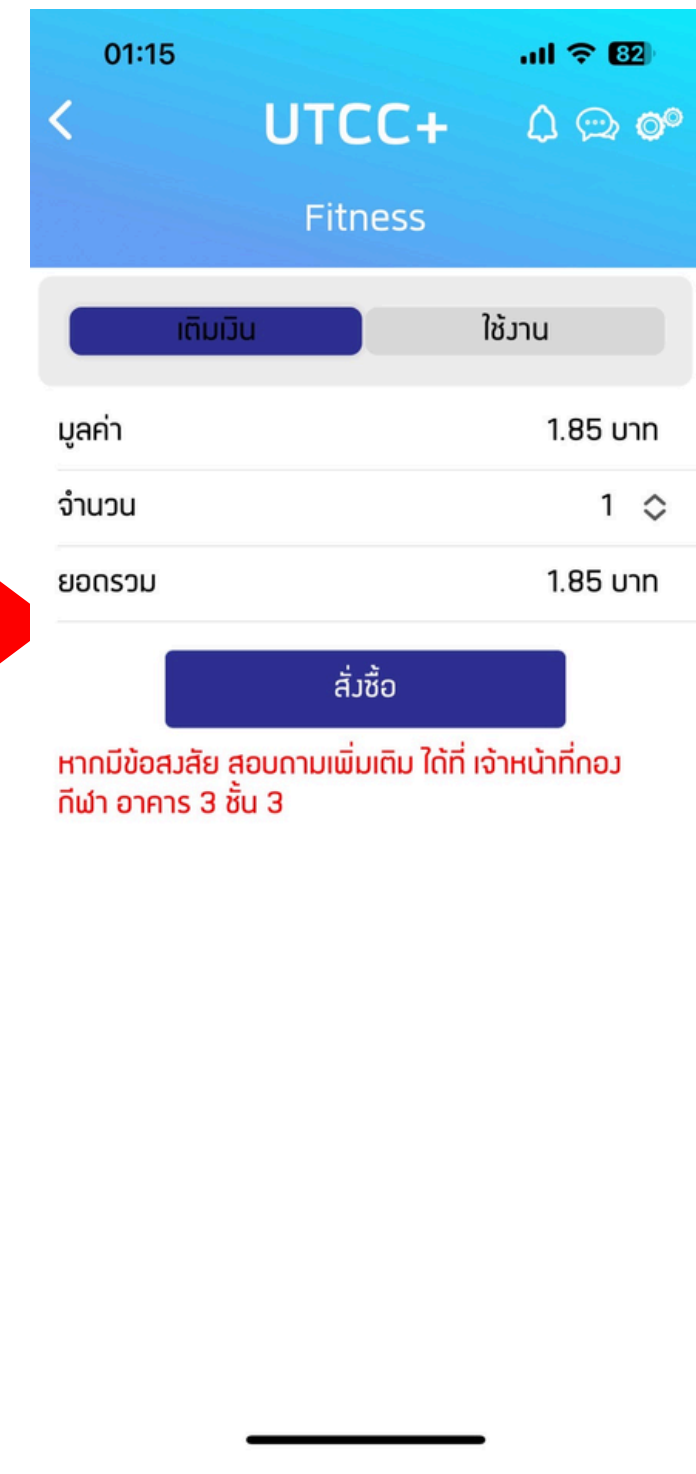 01:15 82
UTCC+
Fitness
เติมเงิน ใช้งาน
มูลค่า 1.85 บาท
จำนวน 1
ยอดรวม 1.85 บาท
สั่งซื้อ
หากมีข้อสงสัย สอบถามเพิ่มเติม ได้ที่ เจ้าหน้าที่กอง
กีฬา อาคาร 3 ชั้น 3